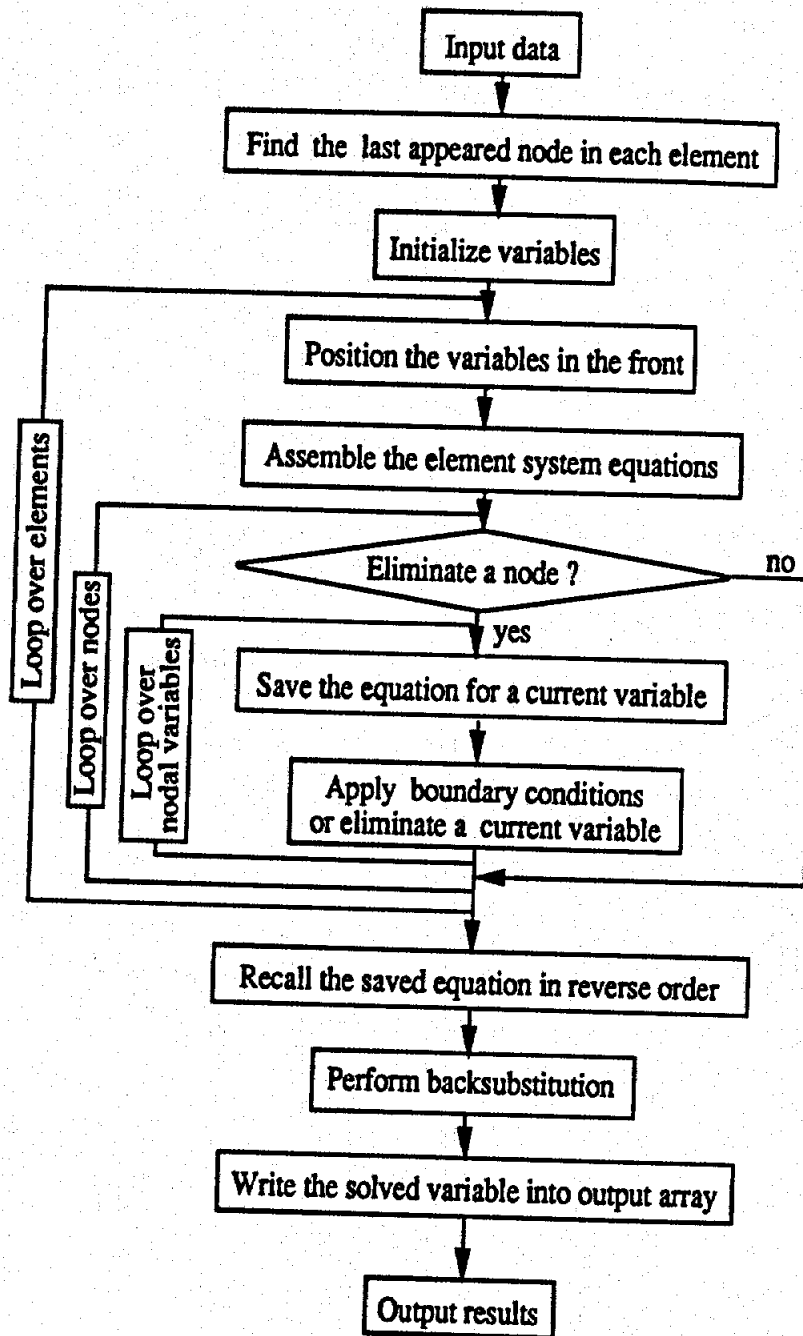 Input data
Find the last appeared node in each element
Initialize variables
Position the variables in the front
Assemble the element system equations
Eliminate a node ?
no
yes
Save the equation for a current variable
Apply boundary conditions
or eliminate a current variable
Loop over elements
Loop over nodes
Loop over
nodal variables
Recall the saved equation in reverse order
Perform backsubstitution
Write the solved variable into output array
Output results